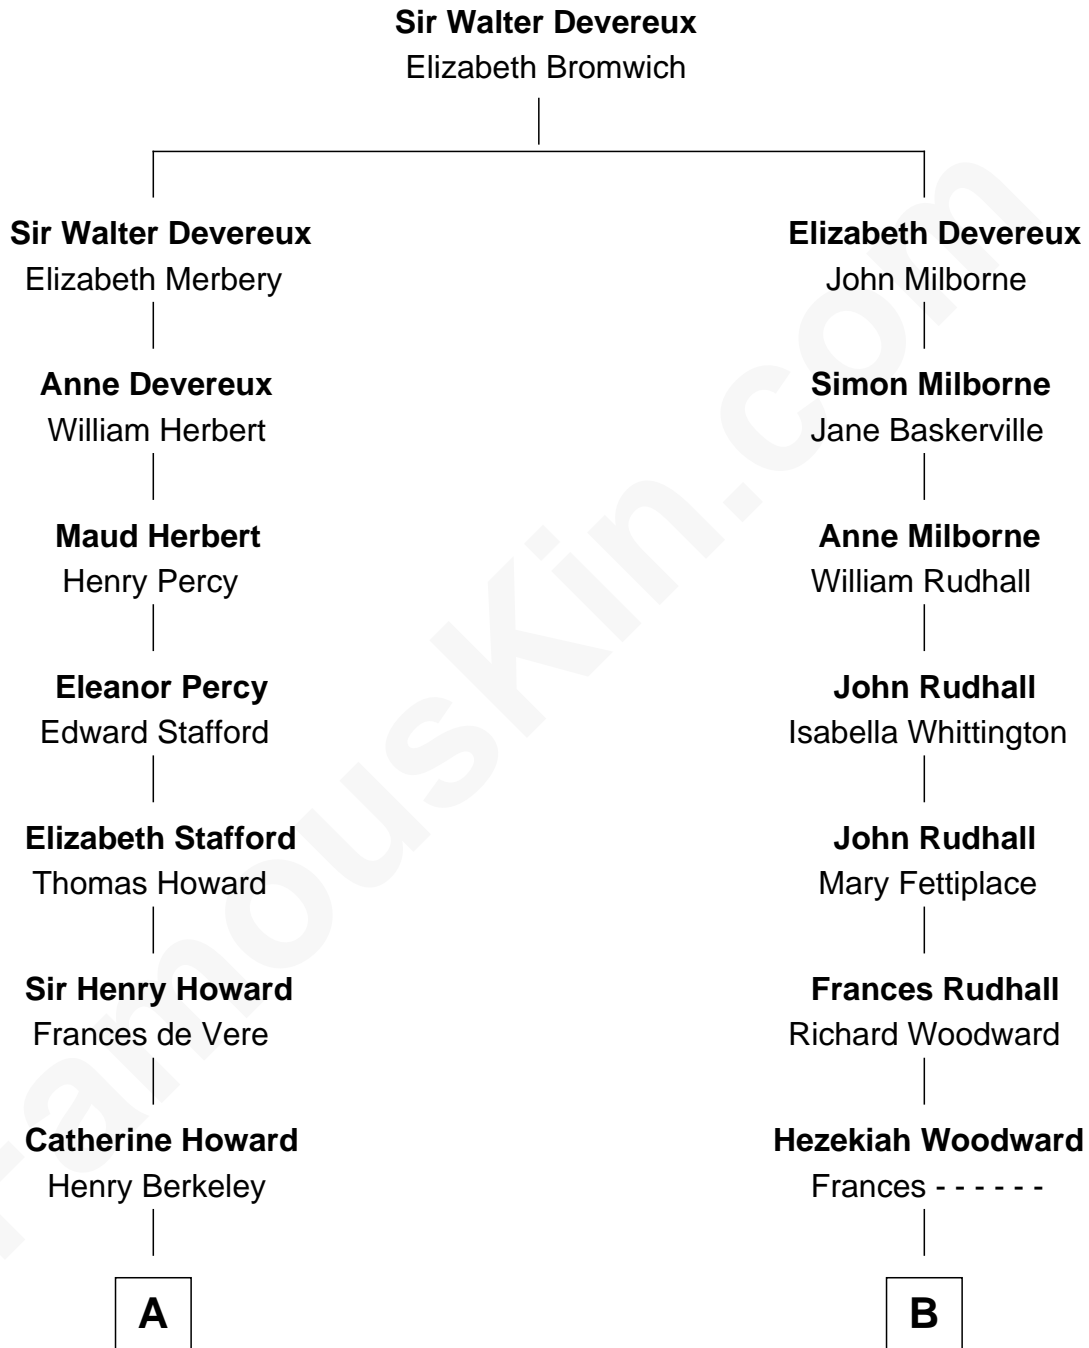 Sir Walter Devereux
Elizabeth Bromwich
Sir Walter Devereux
Elizabeth Merbery
Elizabeth Devereux
John Milborne
Anne Devereux
William Herbert
Simon Milborne
Jane Baskerville
Maud Herbert
Henry Percy
Anne Milborne
William Rudhall
Eleanor Percy
Edward Stafford
John Rudhall
Isabella Whittington
Elizabeth Stafford
Thomas Howard
John Rudhall
Mary Fettiplace
Sir Henry Howard
Frances de Vere
Frances Rudhall
Richard Woodward
Catherine Howard
Henry Berkeley
Hezekiah Woodward
Frances - - - - - -
A
B
FamousKin.com